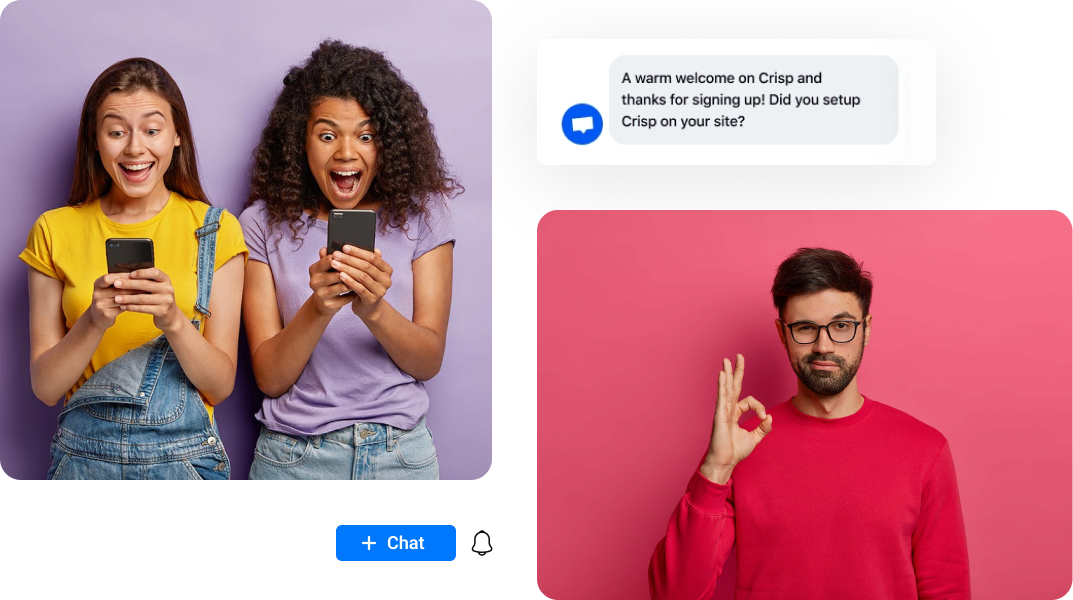 A warm welcome on Crisp and
thanks for signing up! Did you setup
Crisp on your site?
+ Chat